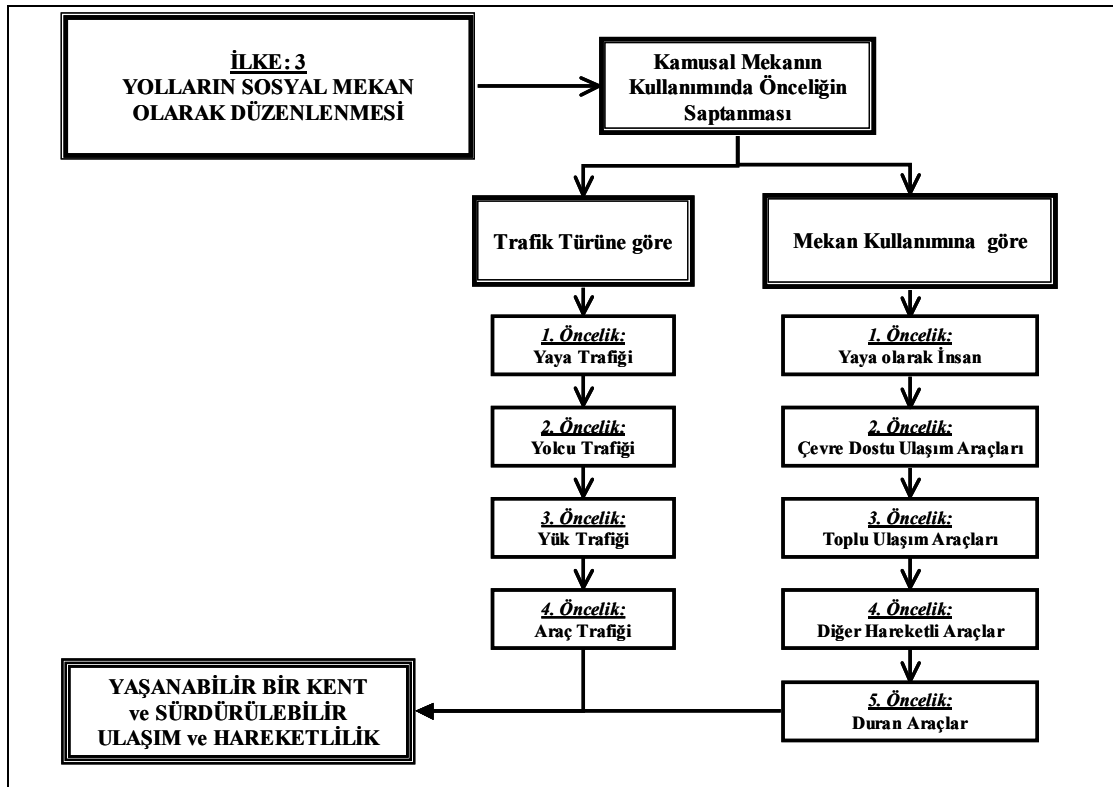 İLKE: 3
YOLLARIN SOSYAL MEKAN
OLARAK DÜZENLENMESİ
Kamusal Mekanın
Kullanımında Önceliğin
Saptanması
Trafik Türüne göre
Mekan Kullanımına göre
1. Öncelik:
Yaya Trafiği
1. Öncelik:
Yaya olarak İnsan
2. Öncelik:
Yolcu Trafiği
2. Öncelik:
Çevre Dostu Ulaşım Araçları
3. Öncelik:
Yük Trafiği
3. Öncelik:
Toplu Ulaşım Araçları
4. Öncelik:
Araç Trafiği
4. Öncelik:
Diğer Hareketli Araçlar
YAŞANABİLİR BİR KENT
ve SÜRDÜRÜLEBİLİR
ULAŞIM ve HAREKETLİLİK
5. Öncelik:
Duran Araçlar